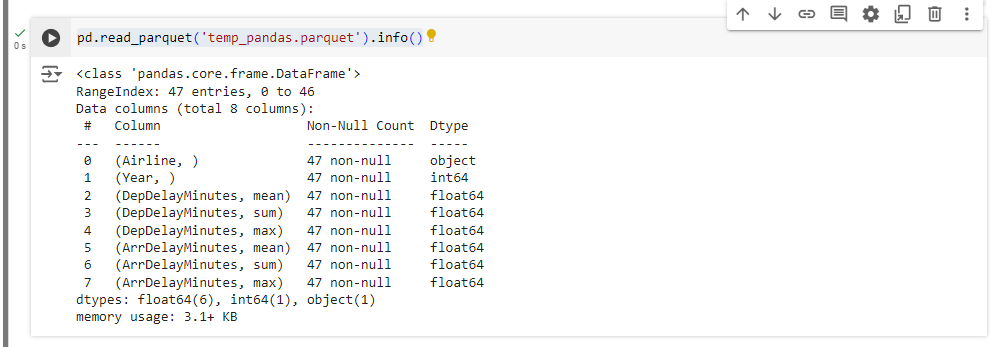 pd.read_parquet('temp_pandas.parquet').info()
0 s
<class 'pandas.core.frame.DataFrame'>
RangeIndex: 47 entries, 0 to 46
Data columns (total 8 columns):
 #   Column                   Non-Null Count  Dtype
---  ------                   --------------  -----
 0   (Airline, )              47 non-null     object
 1   (Year, )                 47 non-null     int64
 2   (DepDelayMinutes, mean)  47 non-null     float64
 3   (DepDelayMinutes, sum)   47 non-null     float64
 4   (DepDelayMinutes, max)   47 non-null     float64
 5   (ArrDelayMinutes, mean)  47 non-null     float64
 6   (ArrDelayMinutes, sum)   47 non-null     float64
 7   (ArrDelayMinutes, max)   47 non-null     float64
dtypes: float64(6), int64(1), object(1)
memory usage: 3.1+ KB